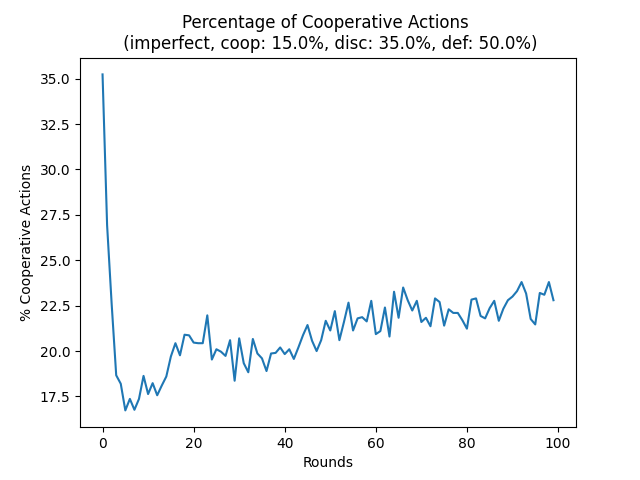 Percentage of Cooperative Actions
(imperfect, coop: 15.0%, disc: 35.0%, def: 50.0%)
35.0
32.5
30.0
27.5
25.0
22.5
20.0
17.5
% Cooperative Actions
0 20 40 60 80 100
Rounds